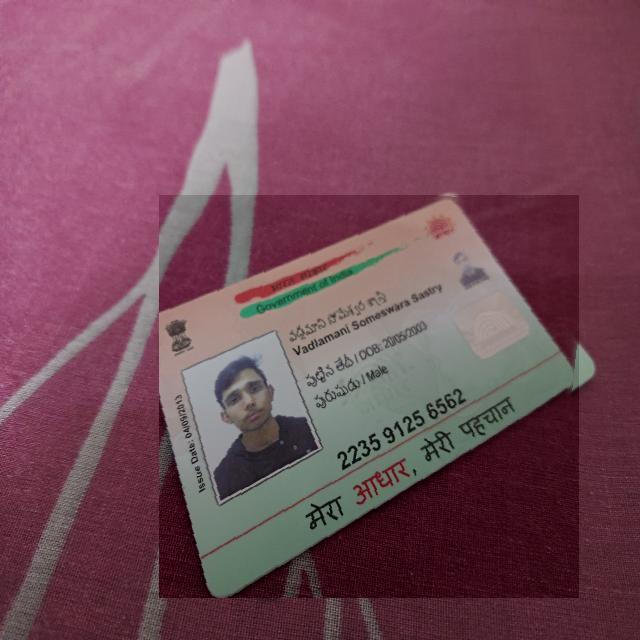 भारत सरकार
Government of India
వడ్లమాని సోమేశ్వర శాస్త్రి
Vadlamani Someswara Sastry
పుట్టిన తేదీ / DOB: 20/05/2003
పురుషుడు / Male
Issue Date: 04/09/2013
2235 9125 6562
मेरा आधार, मेरी पहचान